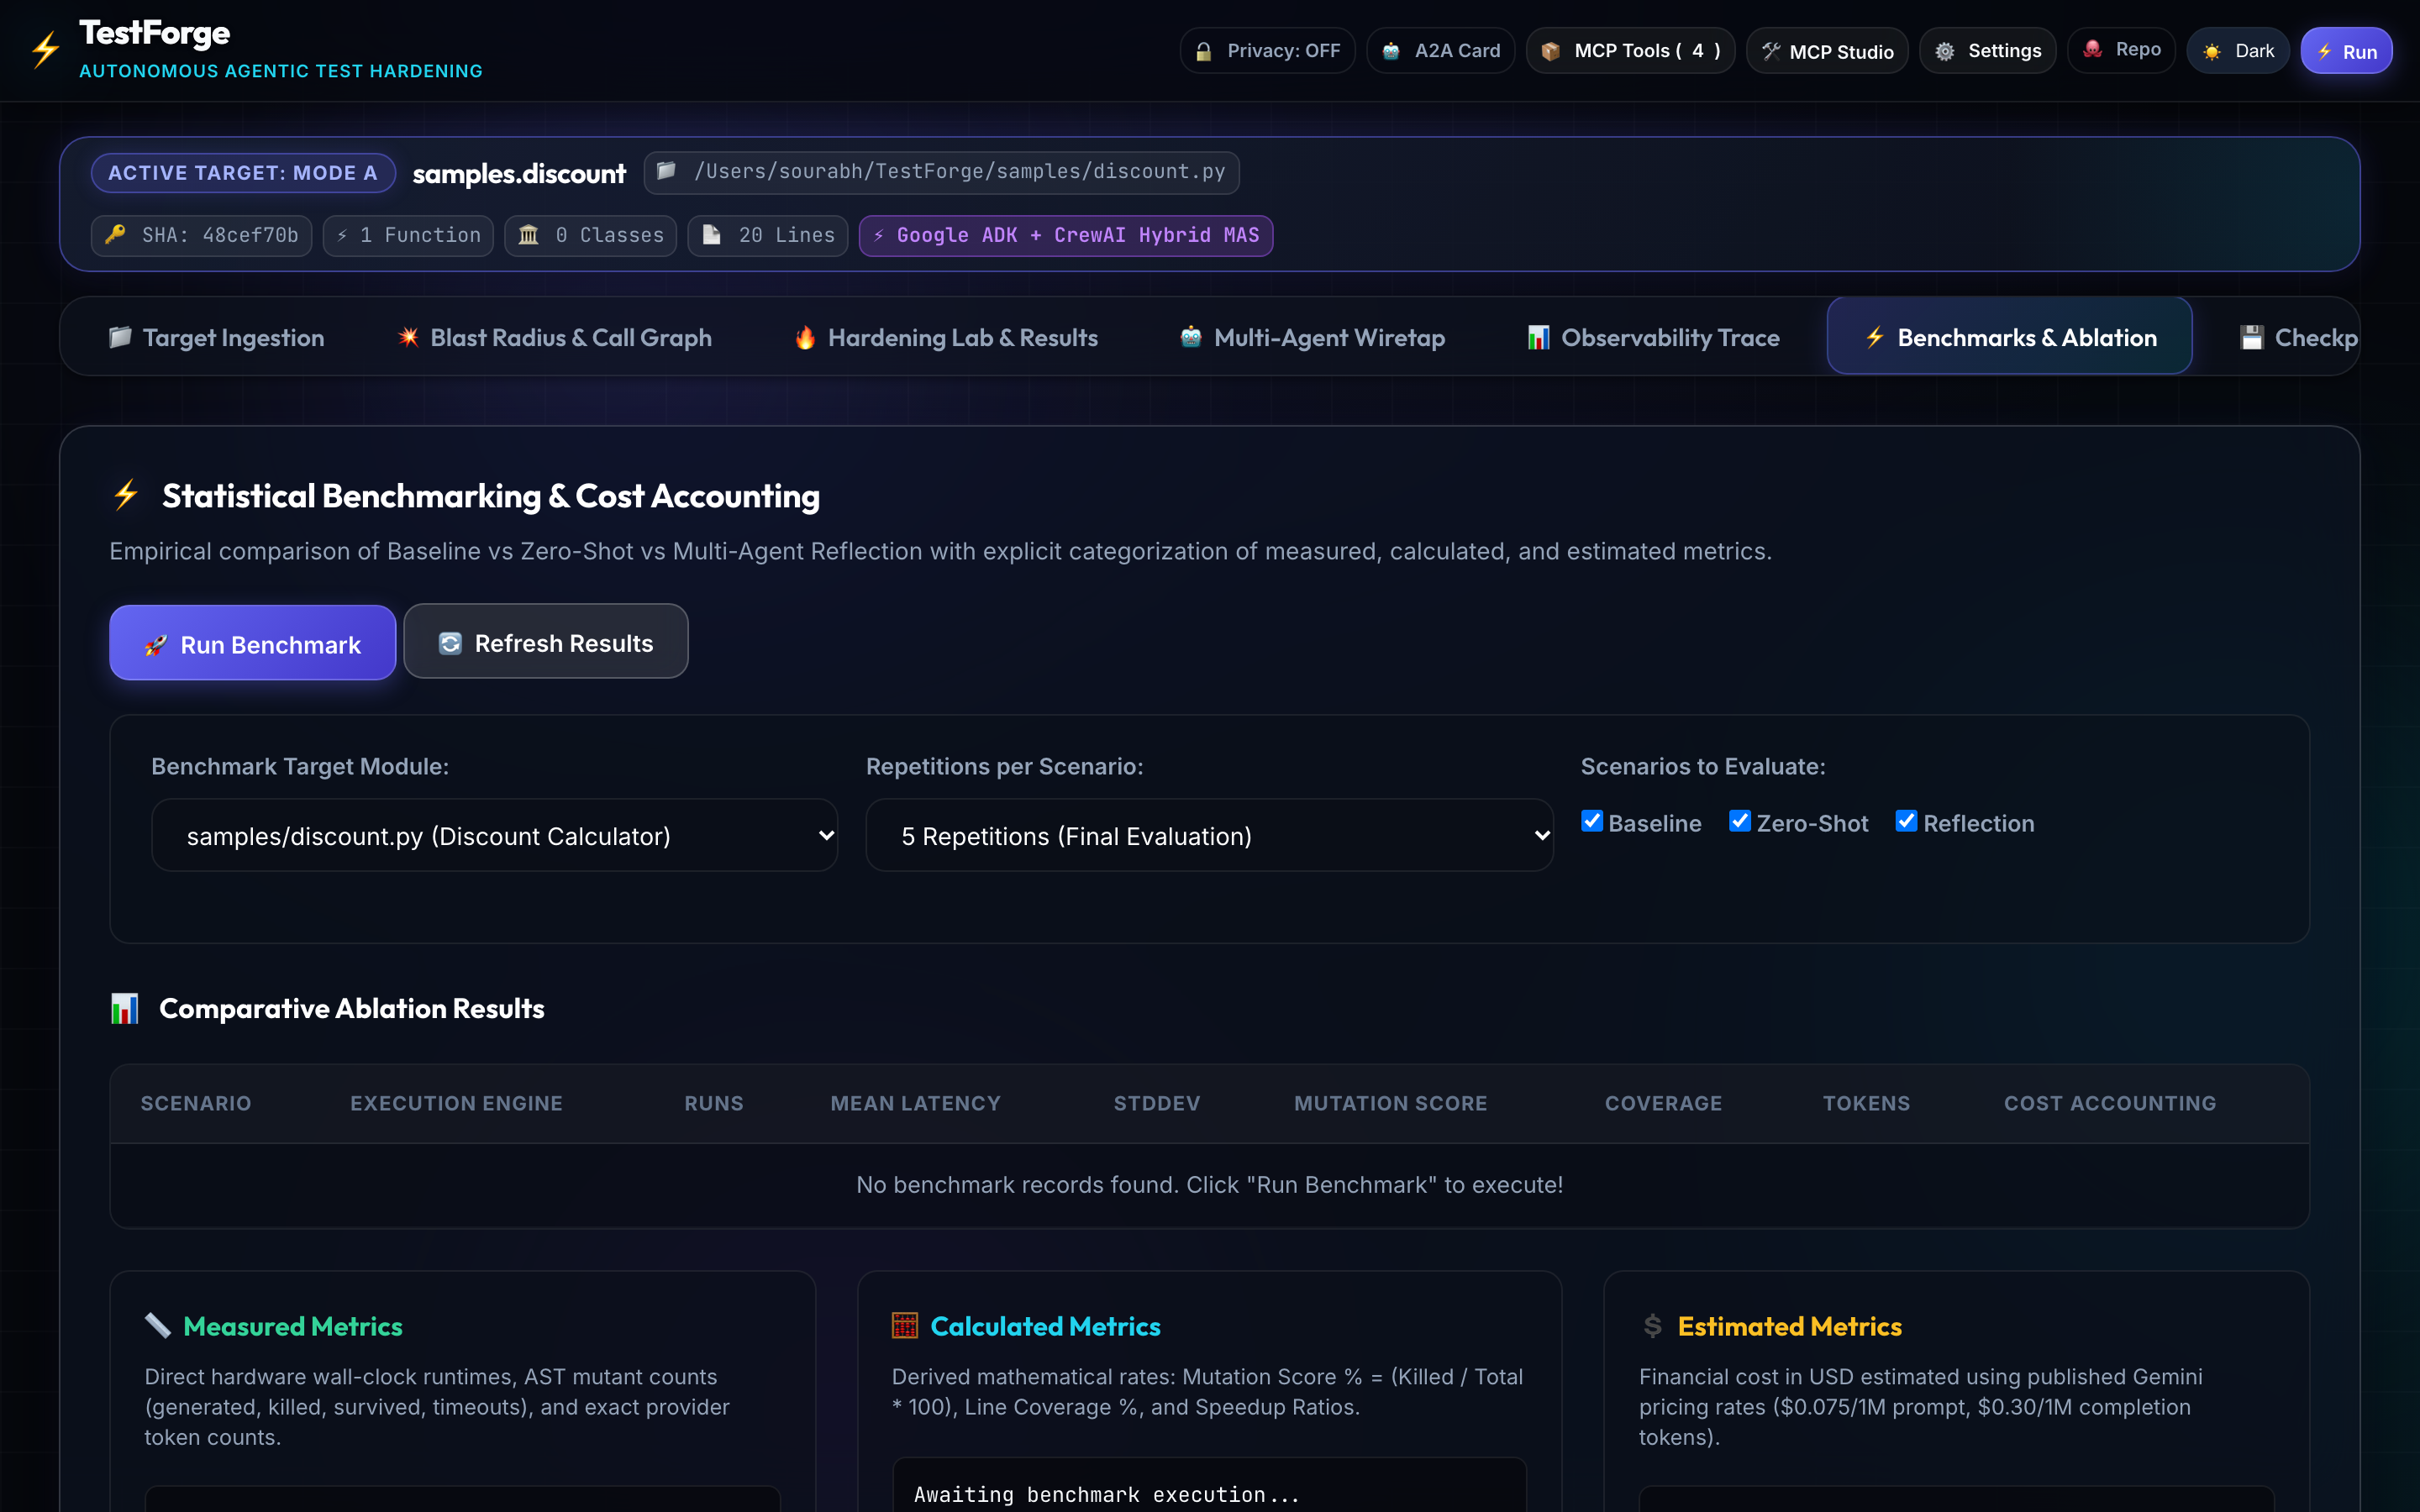 TestForge
AUTONOMOUS AGENTIC TEST HARDENING
Privacy: OFF
A2A Card
MCP Tools ( 4 )
MCP Studio
Settings
Repo
Dark
Run
ACTIVE TARGET: MODE A
samples.discount
/Users/sourabh/TestForge/samples/discount.py
SHA: 48cef70b
1 Function
0 Classes
20 Lines
Google ADK + CrewAI Hybrid MAS
Target Ingestion
Blast Radius & Call Graph
Hardening Lab & Results
Multi-Agent Wiretap
Observability Trace
Benchmarks & Ablation
Checkp
Statistical Benchmarking & Cost Accounting
Empirical comparison of Baseline vs Zero-Shot vs Multi-Agent Reflection with explicit categorization of measured, calculated, and estimated metrics.
Run Benchmark
Refresh Results
Benchmark Target Module:
samples/discount.py (Discount Calculator)
Repetitions per Scenario:
5 Repetitions (Final Evaluation)
Scenarios to Evaluate:
Baseline
Zero-Shot
Reflection
Comparative Ablation Results
SCENARIO
EXECUTION ENGINE
RUNS
MEAN LATENCY
STDDEV
MUTATION SCORE
COVERAGE
TOKENS
COST ACCOUNTING
No benchmark records found. Click "Run Benchmark" to execute!
Measured Metrics
Direct hardware wall-clock runtimes, AST mutant counts
(generated, killed, survived, timeouts), and exact provider
token counts.
Calculated Metrics
Derived mathematical rates: Mutation Score % = (Killed / Total
* 100), Line Coverage %, and Speedup Ratios.
Awaiting benchmark execution...
$ Estimated Metrics
Financial cost in USD estimated using published Gemini
pricing rates ($0.075/1M prompt, $0.30/1M completion
tokens).